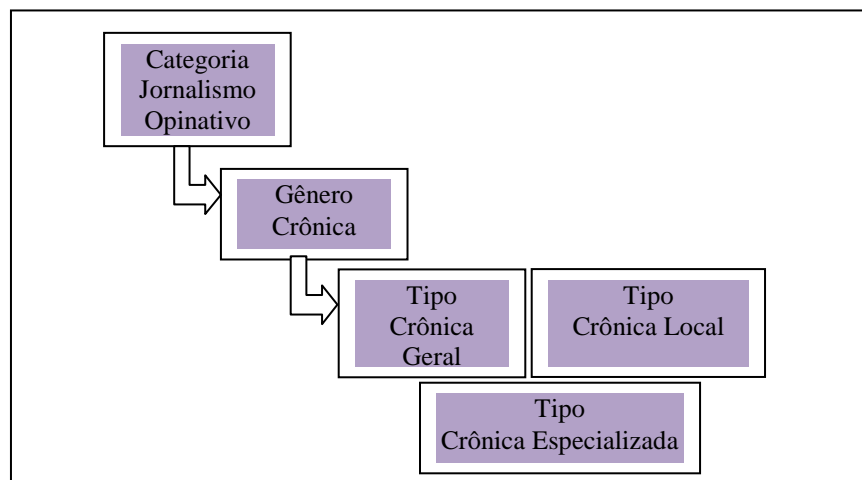 Categoria
Jornalismo
Opinativo
Gênero
Crônica
Tipo
Crônica
Geral
Tipo
Crônica Local
Tipo
Crônica Especializada